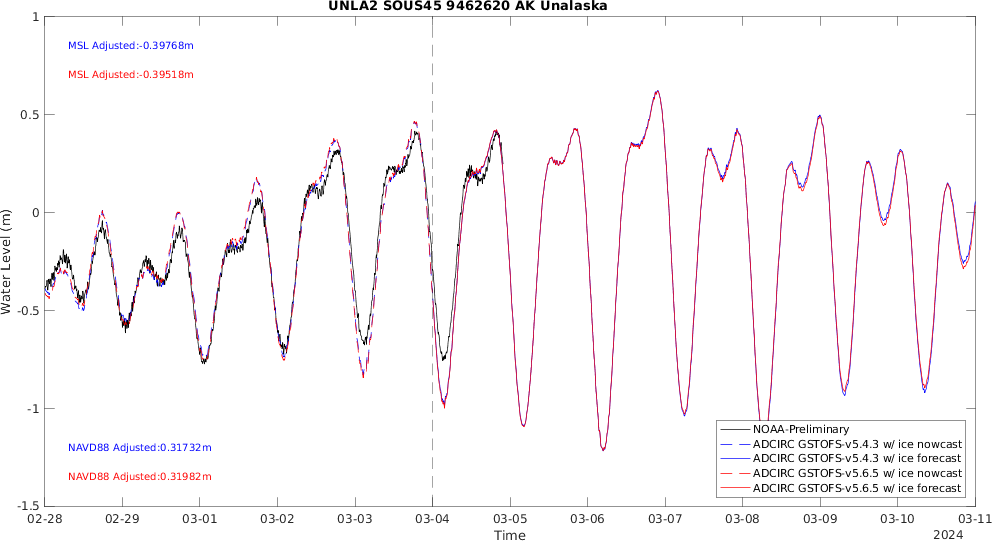 UNLA2 SOUS45 9462620 AK Unalaska
MSL Adjusted:-0.39768m
MSL Adjusted:-0.39518m
NAVD88 Adjusted:0.31732m
NAVD88 Adjusted:0.31982m
Water Level (m)
1
0.5
0
-0.5
-1
-1.5
NOAA-Preliminary
ADCIRC GSTOFS-v5.4.3 w/ ice nowcast
ADCIRC GSTOFS-v5.4.3 w/ ice forecast
ADCIRC GSTOFS-v5.6.5 w/ ice nowcast
ADCIRC GSTOFS-v5.6.5 w/ ice forecast
02-28 02-29 03-01 03-02 03-03 03-04 03-05 03-06 03-07 03-08 03-09 03-10 03-11
Time
2024